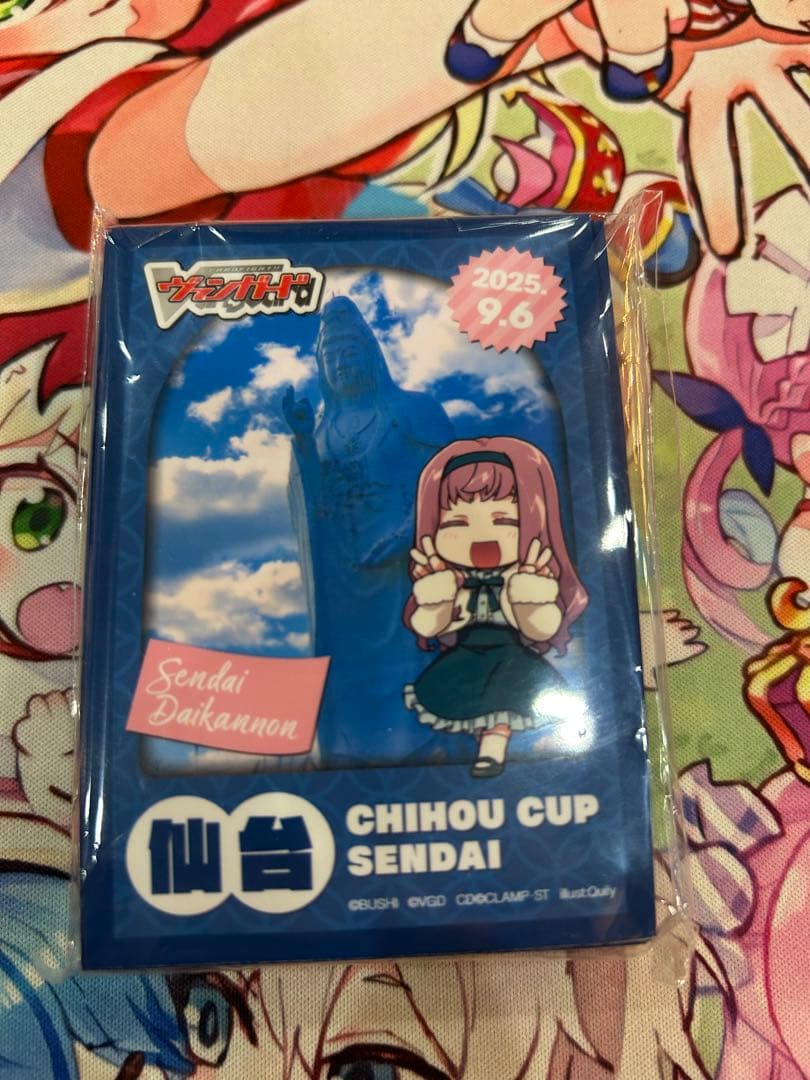 CARDFIGHT!!
ヴァンガード
2025.
9.6
Sendai
Daikannon
仙台
CHIHOU CUP
SENDAI
©BUSHI ©VGD CD©CLAMP·ST illust:Quily